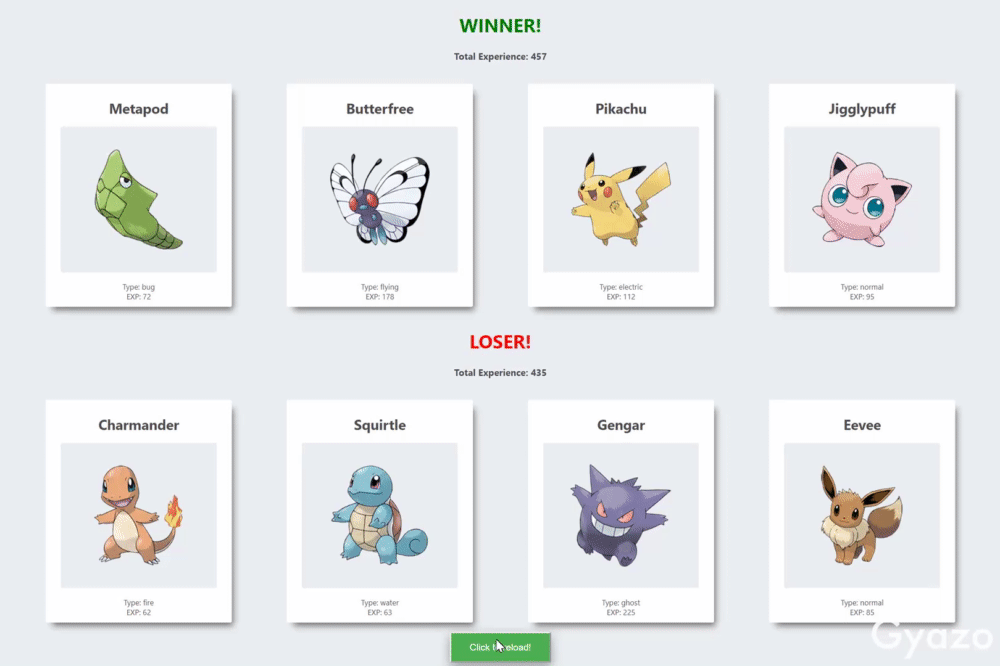 WINNER!
Total Experience: 457
Metapod
Butterfree
Pikachu
Jigglypuff
Type: bug
EXP: 72
Type: flying
EXP: 178
Type: electric
EXP: 112
Type: normal
EXP: 95
LOSER!
Total Experience: 435
Charmander
Squirtle
Gengar
Eevee
Type: fire
EXP: 62
Type: water
EXP: 63
Type: ghost
EXP: 225
Type: normal
EXP: 85
Click reload!
Gyazo